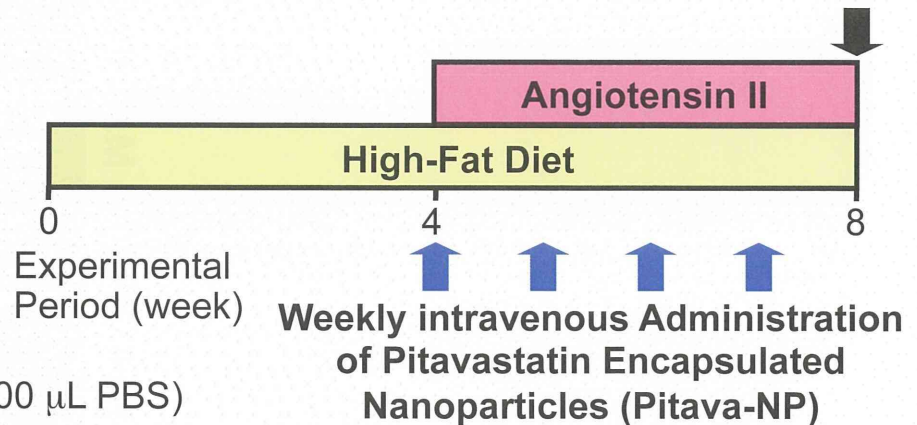 Angiotensin II
High-Fat Diet
0 4 8
Experimental
Period (week)
Weekly intravenous Administration
of Pitavastatin Encapsulated
Nanoparticles (Pitava-NP)
00 μL PBS)